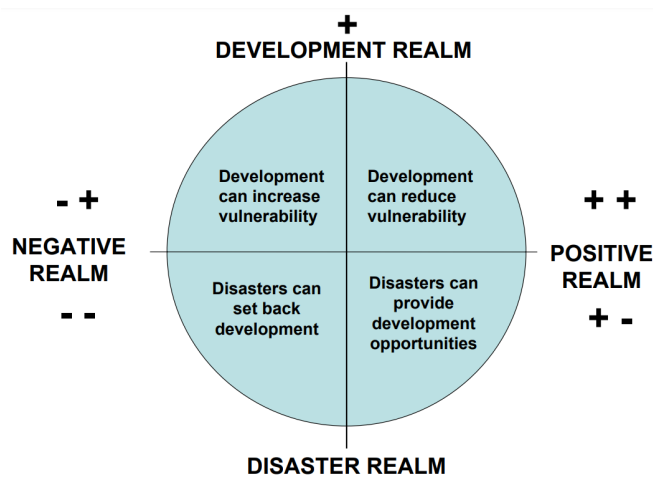 +
DEVELOPMENT REALM
Development
can increase
vulnerability
Development
can reduce
vulnerability
- +
+ +
NEGATIVE
REALM
POSITIVE
REALM
- -
+ -
Disasters can
set back
development
Disasters can
provide
development
opportunities
DISASTER REALM